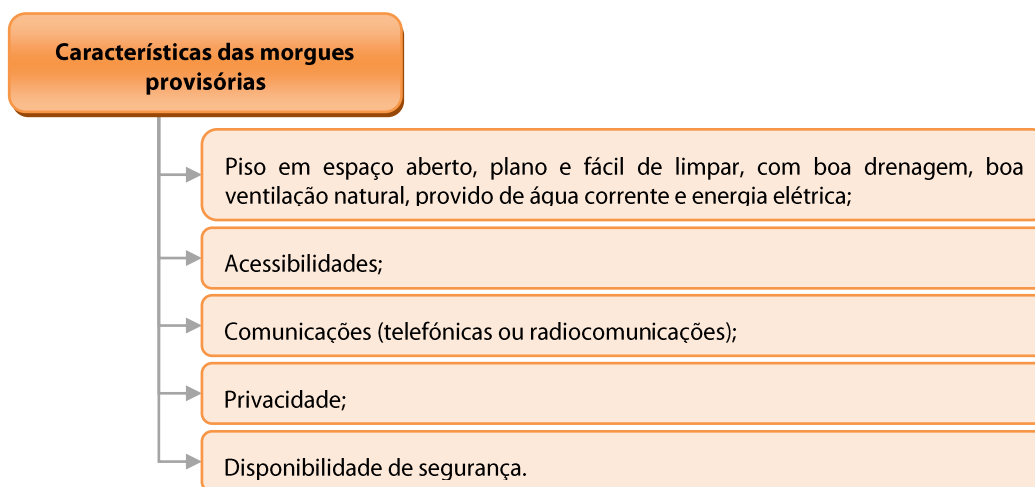 Características das morgues
provisórias
Piso em espaço aberto, plano e fácil de limpar, com boa drenagem, boa
ventilação natural, provido de água corrente e energia elétrica;
Acessibilidades;
Comunicações (telefónicas ou radiocomunicações);
Privacidade;
Disponibilidade de segurança.